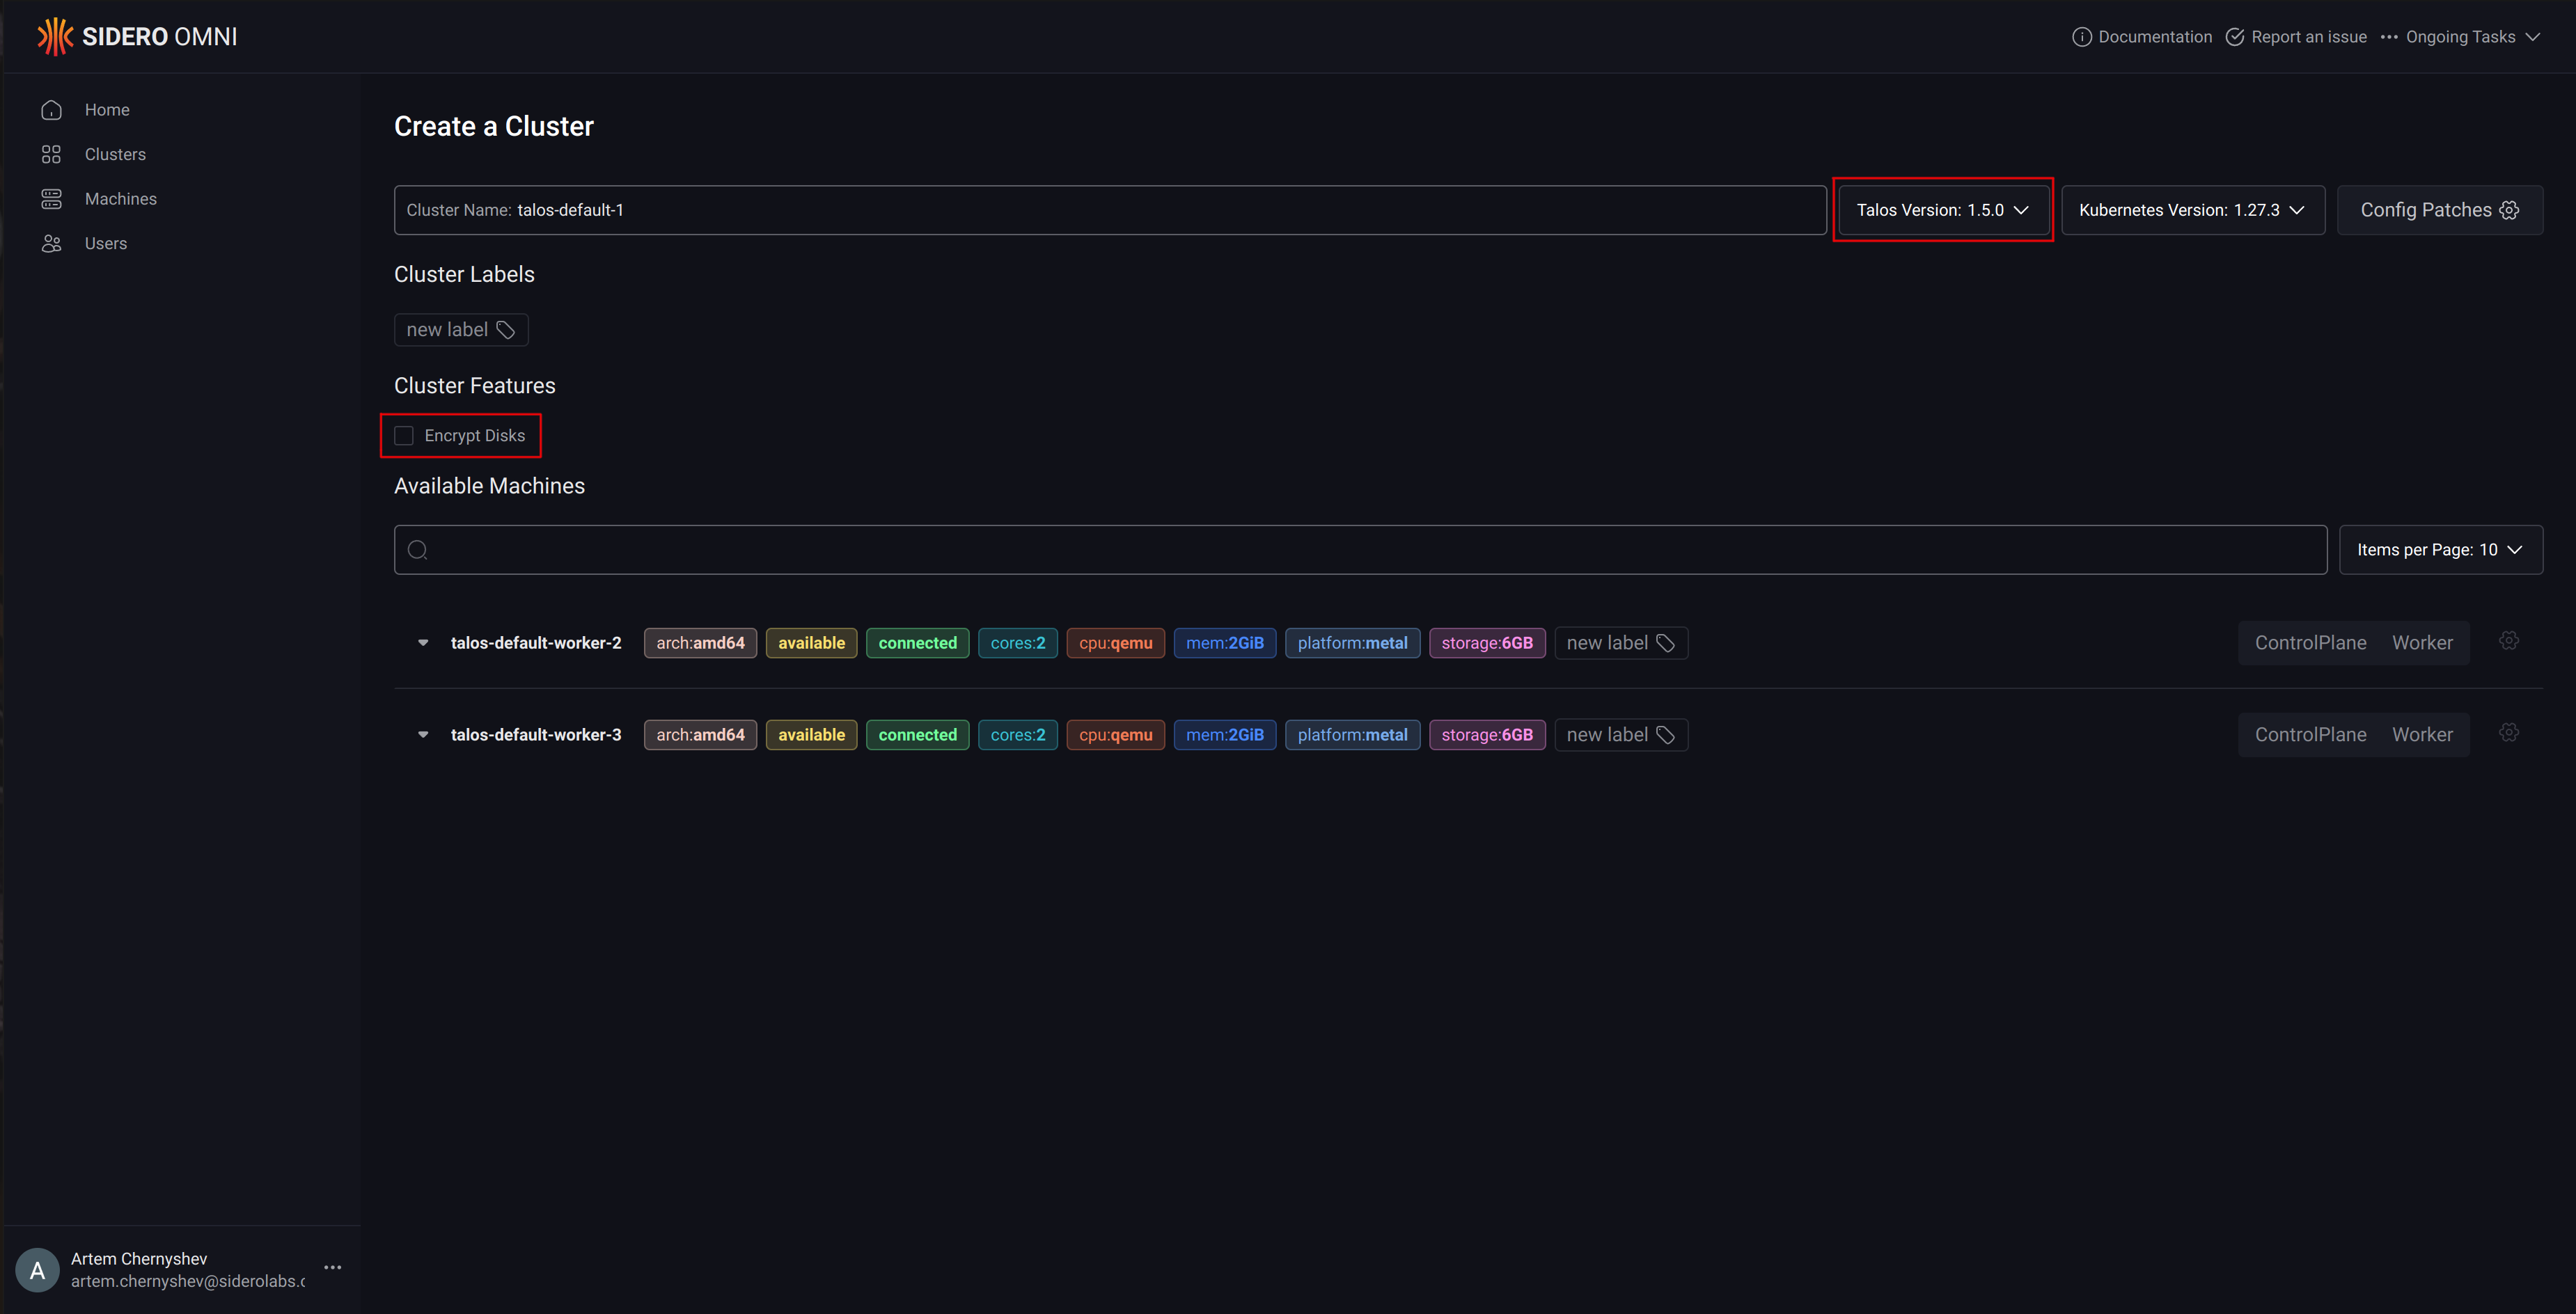 SIDERO OMNI
Documentation Report an issue Ongoing Tasks
Home
Clusters
Machines
Users
Create a Cluster
Cluster Name: talos-default-1 Talos Version: 1.5.0 Kubernetes Version: 1.27.3 Config Patches
Cluster Labels
new label
Cluster Features
Encrypt Disks
Available Machines
Items per Page: 10
talos-default-worker-2 arch:amd64 available connected cores:2 cpu:qemu mem:2GiB platform:metal storage:6GB new label ControlPlane Worker
talos-default-worker-3 arch:amd64 available connected cores:2 cpu:qemu mem:2GiB platform:metal storage:6GB new label ControlPlane Worker
A
Artem Chernyshev
artem.chernyshev@siderolabs.c